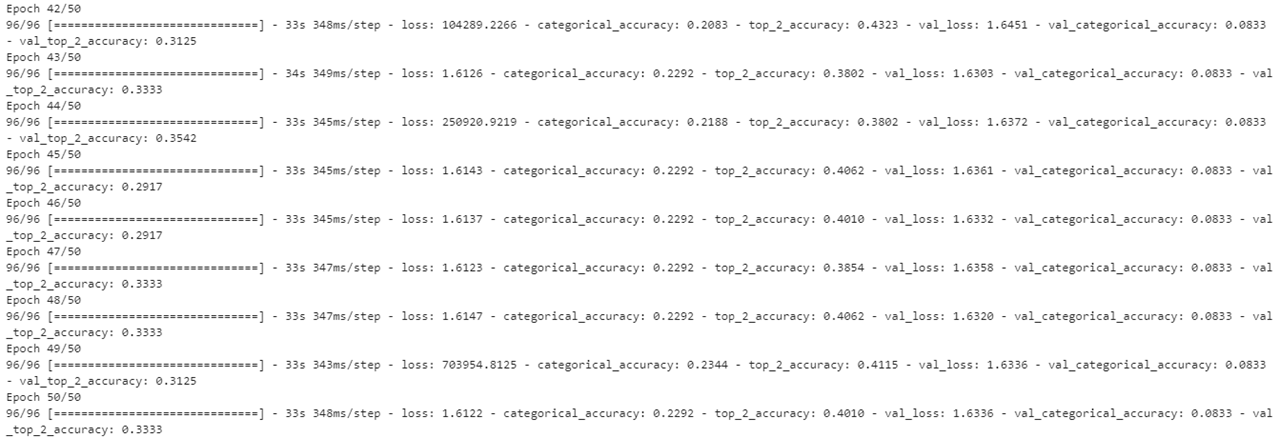 Epoch 42/50
96/96 [==============================] - 33s 348ms/step - loss: 104289.2266 - categorical_accuracy: 0.2083 - top_2_accuracy: 0.4323 - val_loss: 1.6451 - val_categorical_accuracy: 0.0833
- val_top_2_accuracy: 0.3125
Epoch 43/50
96/96 [==============================] - 34s 349ms/step - loss: 1.6126 - categorical_accuracy: 0.2292 - top_2_accuracy: 0.3802 - val_loss: 1.6303 - val_categorical_accuracy: 0.0833 - val
_top_2_accuracy: 0.3333
Epoch 44/50
96/96 [==============================] - 33s 345ms/step - loss: 250920.9219 - categorical_accuracy: 0.2188 - top_2_accuracy: 0.3802 - val_loss: 1.6372 - val_categorical_accuracy: 0.0833
- val_top_2_accuracy: 0.3542
Epoch 45/50
96/96 [==============================] - 33s 345ms/step - loss: 1.6143 - categorical_accuracy: 0.2292 - top_2_accuracy: 0.4062 - val_loss: 1.6361 - val_categorical_accuracy: 0.0833 - val
_top_2_accuracy: 0.2917
Epoch 46/50
96/96 [==============================] - 33s 345ms/step - loss: 1.6137 - categorical_accuracy: 0.2292 - top_2_accuracy: 0.4010 - val_loss: 1.6332 - val_categorical_accuracy: 0.0833 - val
_top_2_accuracy: 0.2917
Epoch 47/50
96/96 [==============================] - 33s 347ms/step - loss: 1.6123 - categorical_accuracy: 0.2292 - top_2_accuracy: 0.3854 - val_loss: 1.6358 - val_categorical_accuracy: 0.0833 - val
_top_2_accuracy: 0.3333
Epoch 48/50
96/96 [==============================] - 33s 347ms/step - loss: 1.6147 - categorical_accuracy: 0.2292 - top_2_accuracy: 0.4062 - val_loss: 1.6320 - val_categorical_accuracy: 0.0833 - val
_top_2_accuracy: 0.3333
Epoch 49/50
96/96 [==============================] - 33s 343ms/step - loss: 703954.8125 - categorical_accuracy: 0.2344 - top_2_accuracy: 0.4115 - val_loss: 1.6336 - val_categorical_accuracy: 0.0833
- val_top_2_accuracy: 0.3125
Epoch 50/50
96/96 [==============================] - 33s 348ms/step - loss: 1.6122 - categorical_accuracy: 0.2292 - top_2_accuracy: 0.4010 - val_loss: 1.6336 - val_categorical_accuracy: 0.0833 - val
_top_2_accuracy: 0.3333